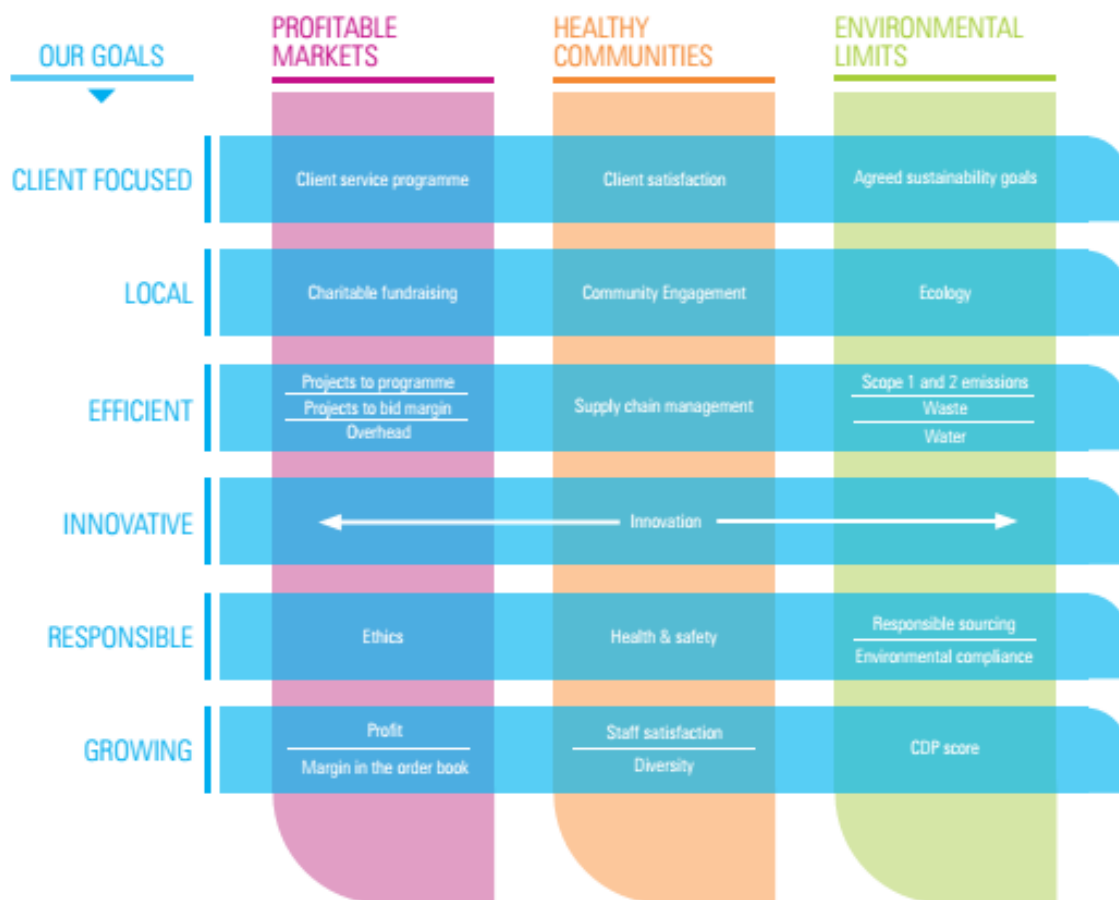 OUR GOALS
PROFITABLE
MARKETS
HEALTHY
COMMUNITIES
ENVIRONMENTAL
LIMITS
CLIENT FOCUSED
Client service programme
Client satisfaction
Agreed sustainability goals
LOCAL
Charitable fundraising
Community Engagement
Ecology
EFFICIENT
Projects to programme
Projects to bid margin
Overhead
Supply chain management
Scope 1 and 2 emissions
Waste
Water
INNOVATIVE
Innovation
RESPONSIBLE
Ethics
Health & safety
Responsible sourcing
Environmental compliance
GROWING
Profit
Margin in the order book
Staff satisfaction
Diversity
CDP score